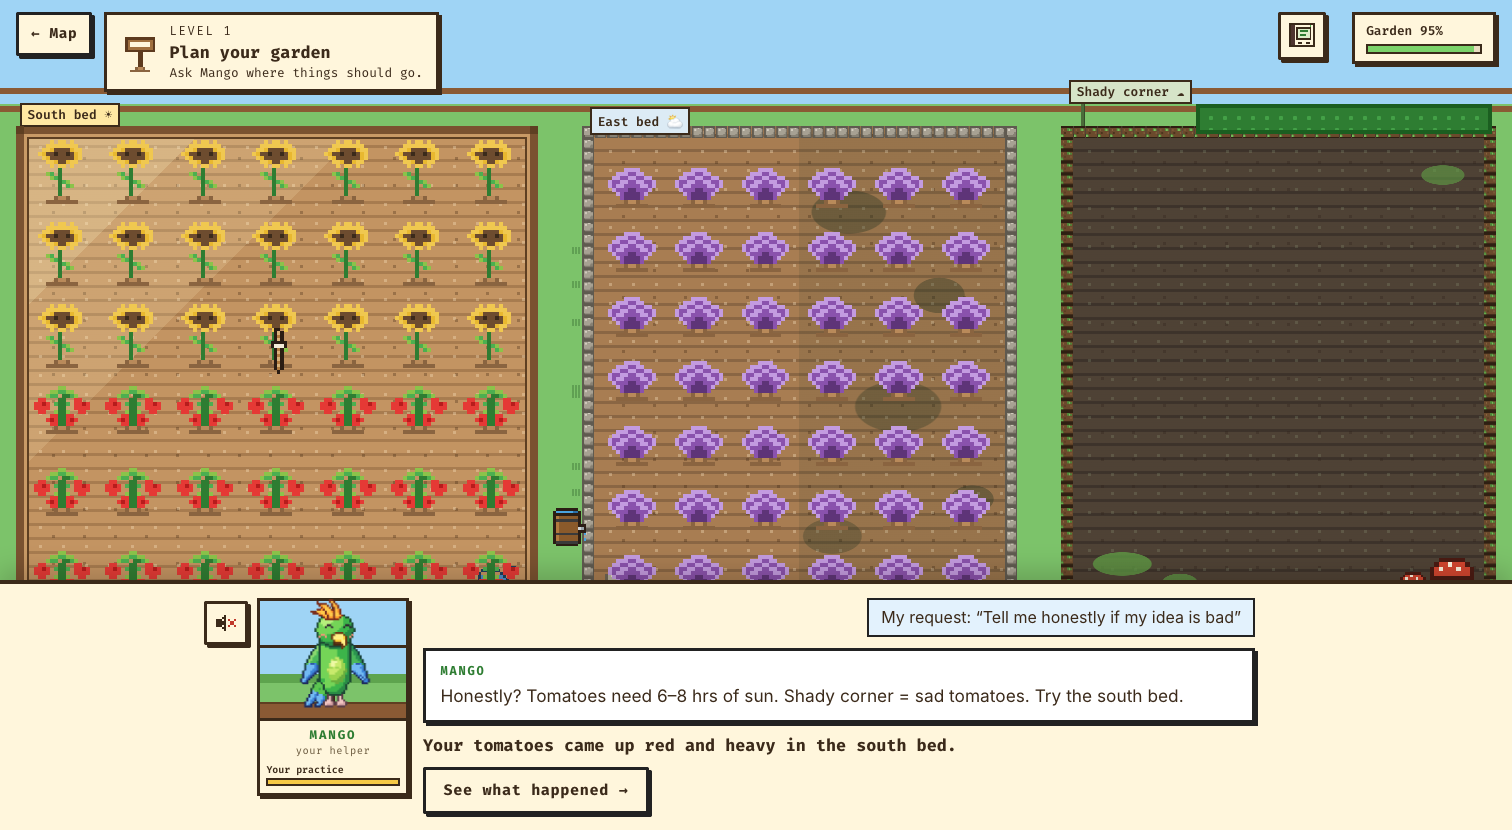 ← Map
LEVEL 1
Plan your garden
Ask Mango where things should go.
Garden 95%
South bed ☀
East bed 🌤
Shady corner ☁
My request: “Tell me honestly if my idea is bad”
MANGO
Honestly? Tomatoes need 6–8 hrs of sun. Shady corner = sad tomatoes. Try the south bed.
MANGO
your helper
Your practice
Your tomatoes came up red and heavy in the south bed.
See what happened →